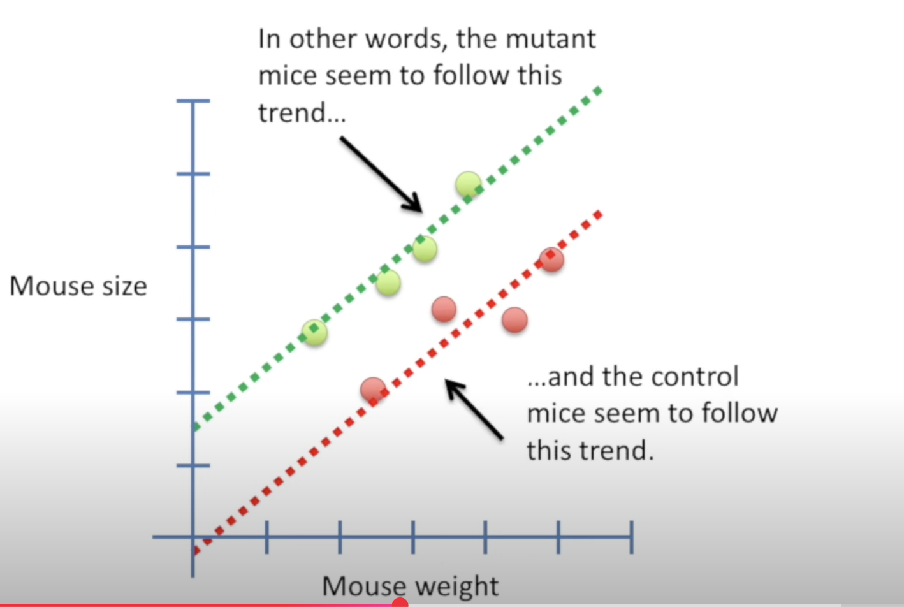 In other words, the mutant
mice seem to follow this
trend...
Mouse size
...and the control
mice seem to follow
this trend.
Mouse weight